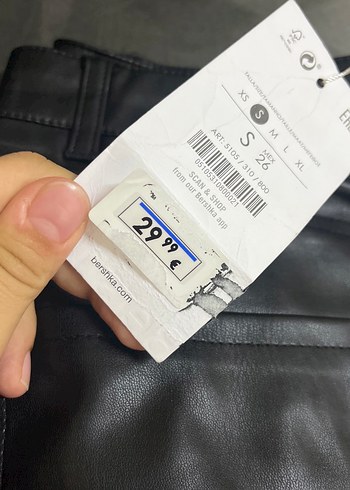 XS S M L XL
S
MEX
26
ART. 5105 / 310 / 800
SCAN & SHOP
from our Bershka app
29 99 €
bershka.com